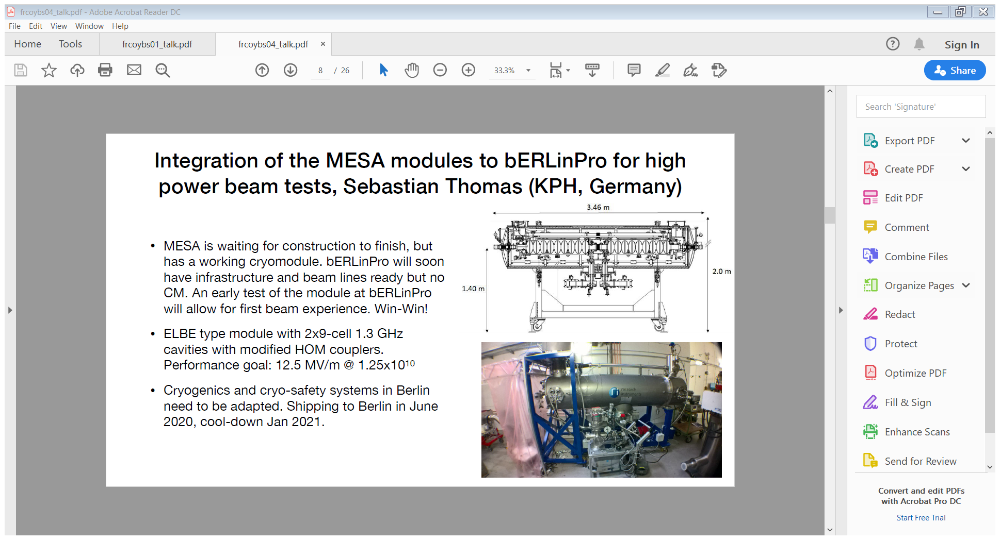 frcoybs04_talk.pdf - Adobe Acrobat Reader DC
File Edit View Window Help
Home Tools frcoybs01_talk.pdf frcoybs04_talk.pdf × Sign In
8 / 26 33.3% Share
Integration of the MESA modules to bERLinPro for high
power beam tests, Sebastian Thomas (KPH, Germany)
• MESA is waiting for construction to finish, but
has a working cryomodule. bERLinPro will soon
have infrastructure and beam lines ready but no
CM. An early test of the module at bERLinPro
will allow for first beam experience. Win-Win!
• ELBE type module with 2x9-cell 1.3 GHz
cavities with modified HOM couplers.
Performance goal: 12.5 MV/m @ 1.25x10¹⁰
• Cryogenics and cryo-safety systems in Berlin
need to be adapted. Shipping to Berlin in June
2020, cool-down Jan 2021.
3.46 m
2.0 m
1.40 m
research
instruments
Search 'Signature'
Export PDF
Create PDF
Edit PDF
Comment
Combine Files
Organize Pages
Redact
Protect
Optimize PDF
Fill & Sign
Enhance Scans
Send for Review
Convert and edit PDFs
with Acrobat Pro DC
Start Free Trial